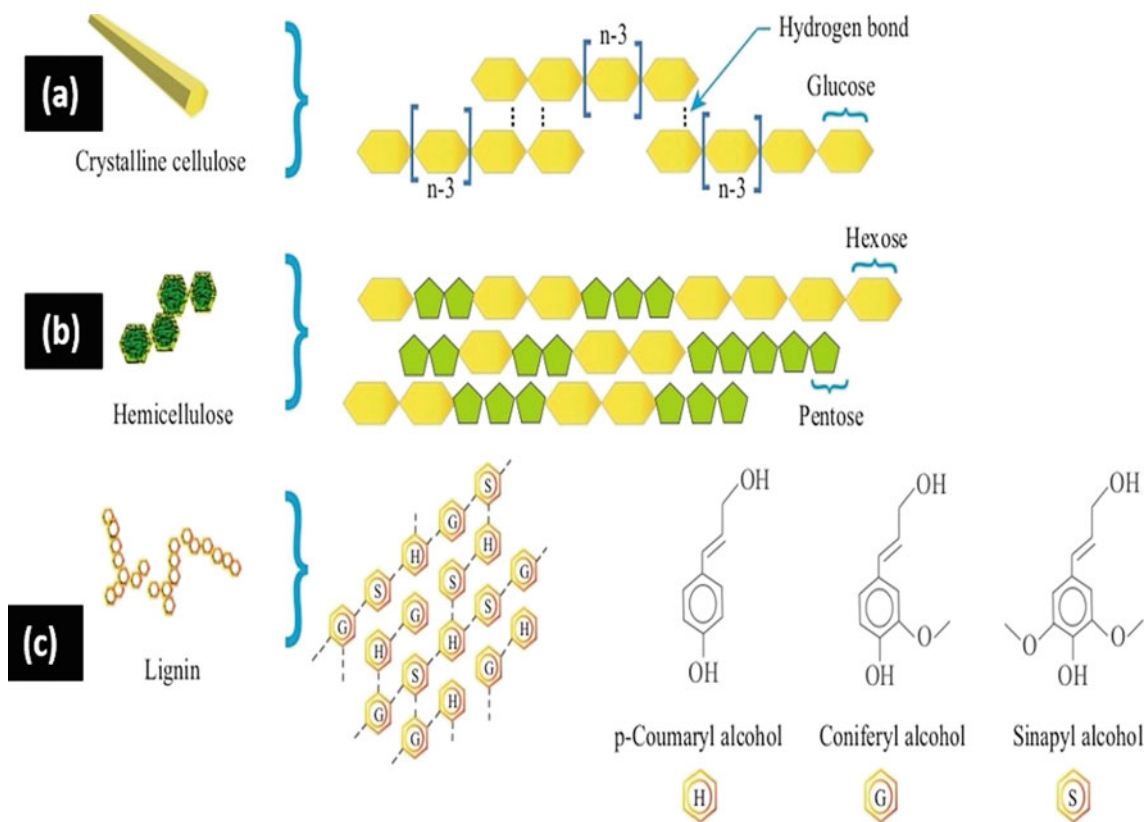 (a)
Crystalline cellulose
n-3
Hydrogen bond
Glucose
n-3
n-3
(b)
Hemicellulose
Hexose
Pentose
(c)
Lignin
S
G
H
H
S
S
G
G
G
S
H
H
H
S
G
G
H
G
OH
OH
OH
O
O
O
OH
OH
OH
p-Coumaryl alcohol
Coniferyl alcohol
Sinapyl alcohol
H
G
S